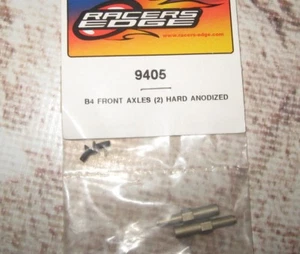 RACERS
EDGE
www.racers-edge.com
9405
B4 FRONT AXLES (2) HARD ANODIZED